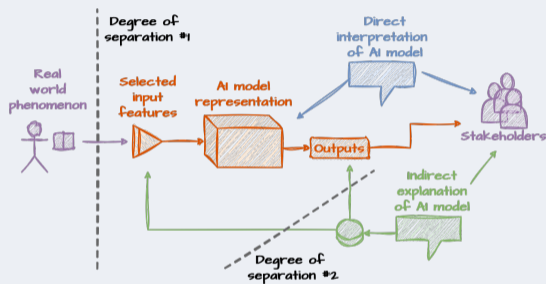 Degree of
separation #1
Direct
interpretation
of AI model
Real
world
phenomenon
Selected
input
features
AI model
representation
Outputs
Stakeholders
Indirect
explanation
of AI model
Degree of
separation #2